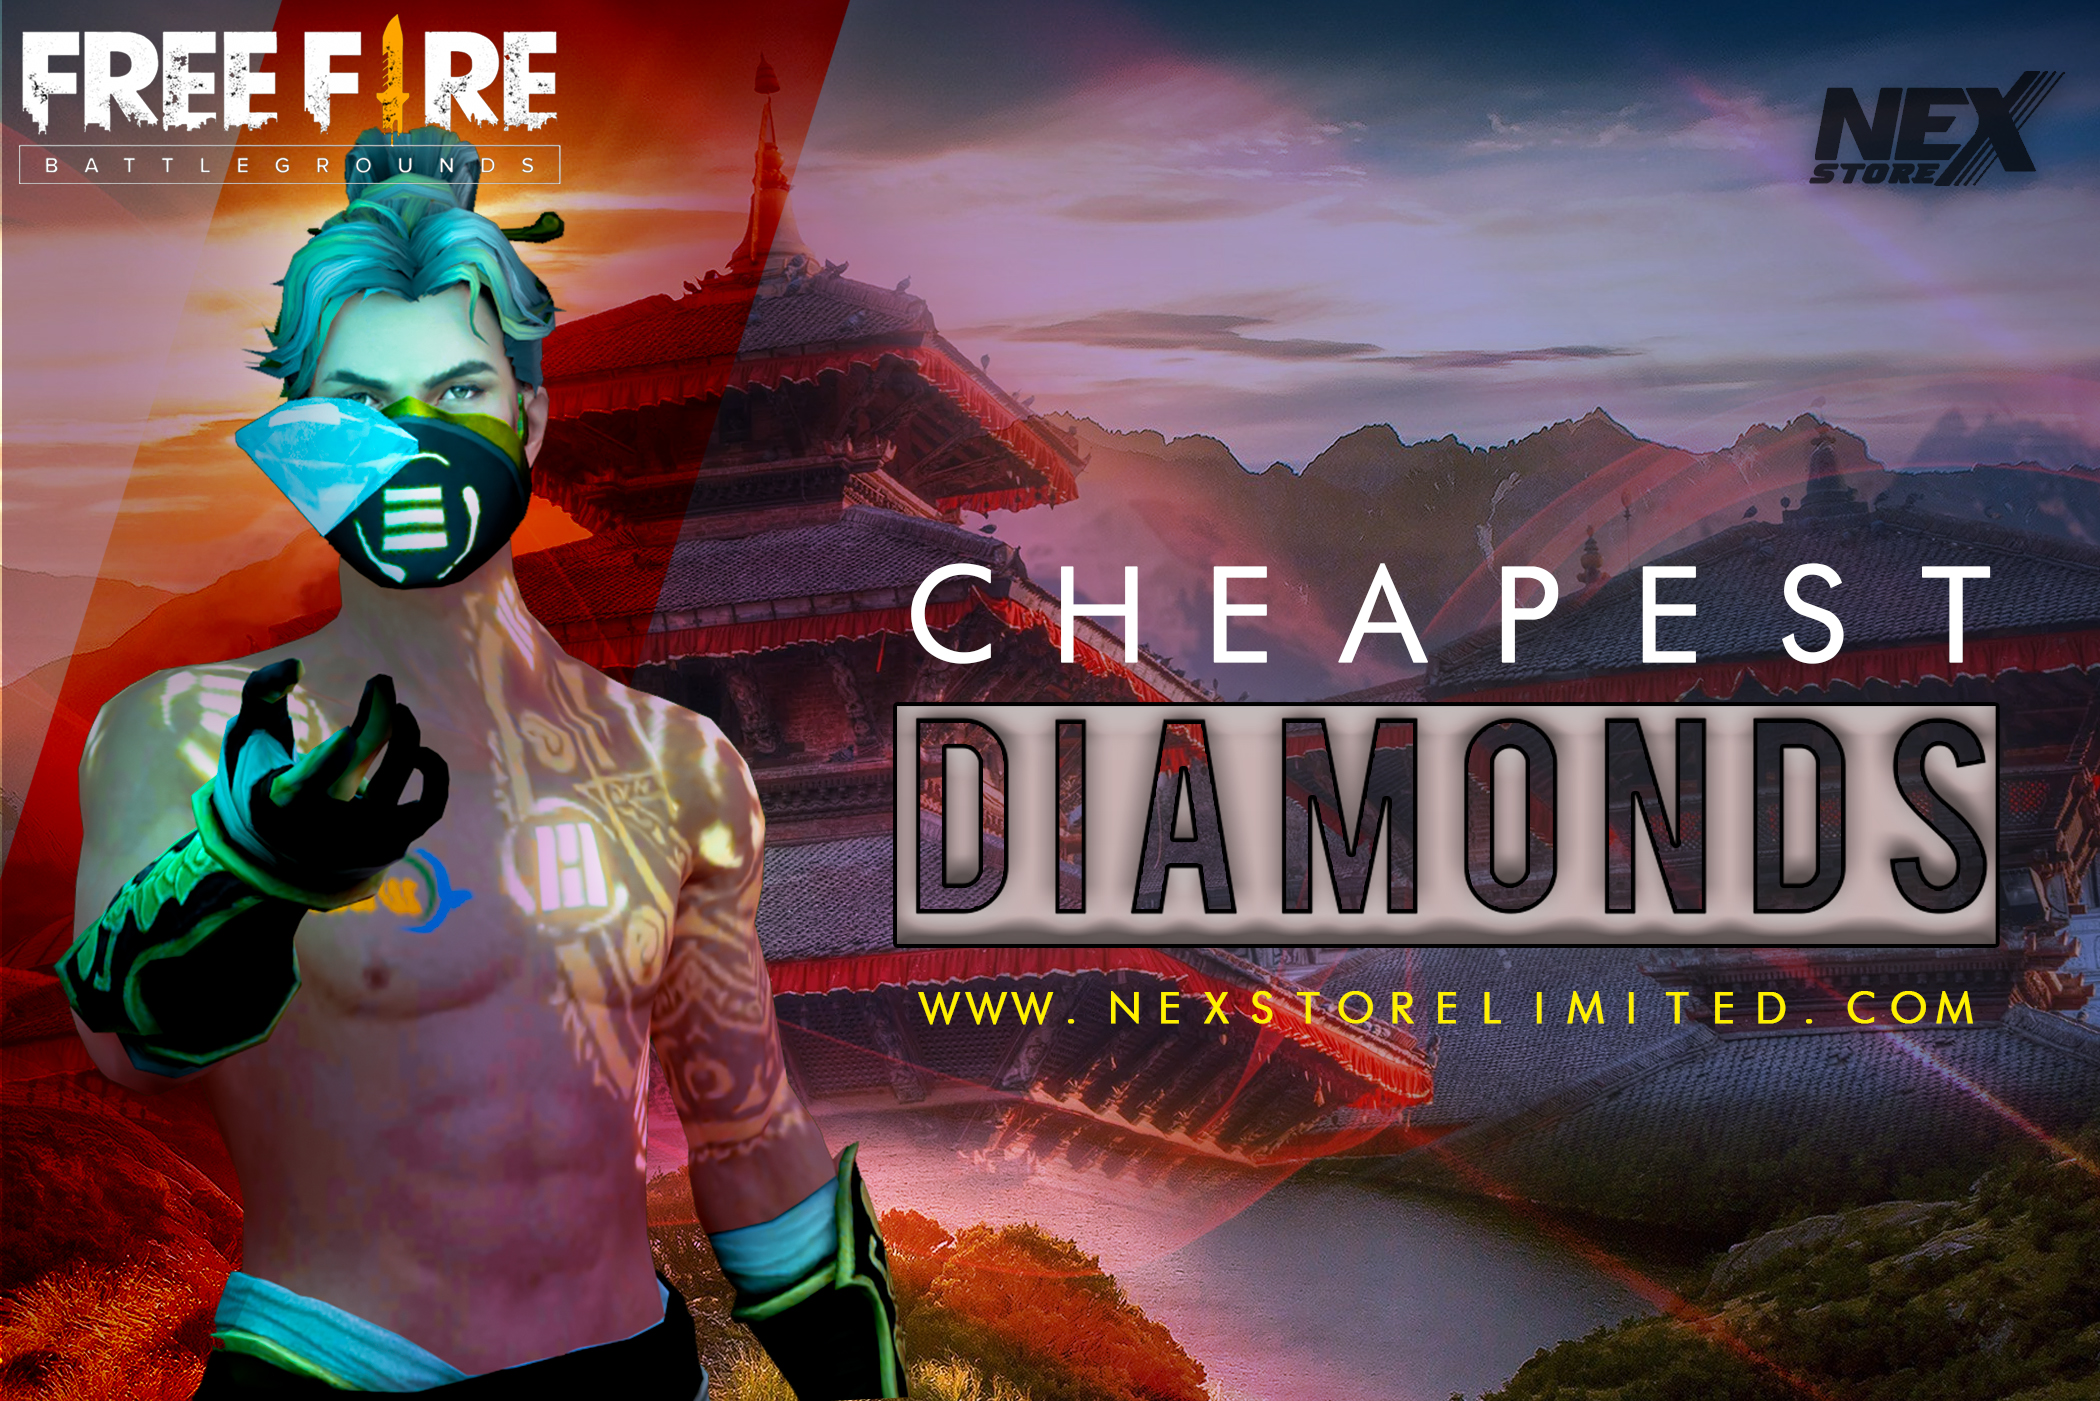 FREE FIRE
BATTLEGROUNDS
NEX
STORE
CHEAPEST
DIAMONDS
WWW.NEXSTORELIMITED.COM